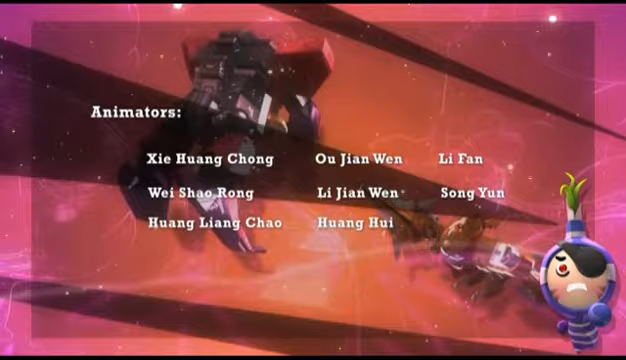 Animators:
Xie Huang Chong Ou Jian Wen Li Fan
Wei Shao Rong Li Jian Wen Song Yun
Huang Liang Chao Huang Hui